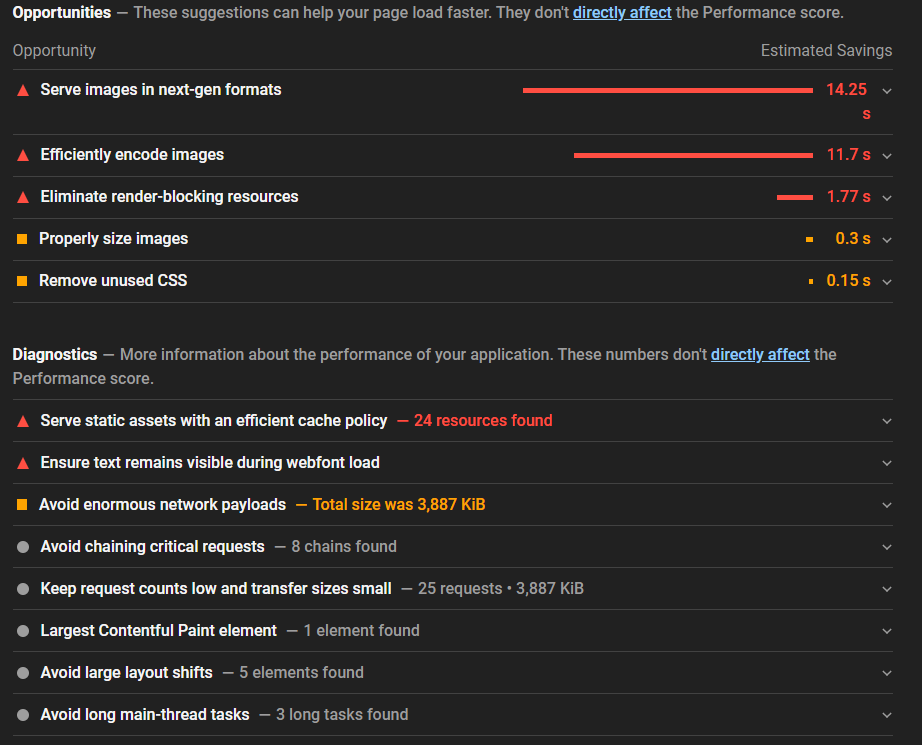 Opportunities — These suggestions can help your page load faster. They don't directly affect the Performance score.
Opportunity Estimated Savings
Serve images in next-gen formats 14.25
s
Efficiently encode images 11.7 s
Eliminate render-blocking resources 1.77 s
Properly size images 0.3 s
Remove unused CSS 0.15 s
Diagnostics — More information about the performance of your application. These numbers don't directly affect the
Performance score.
Serve static assets with an efficient cache policy — 24 resources found
Ensure text remains visible during webfont load
Avoid enormous network payloads — Total size was 3,887 KiB
Avoid chaining critical requests — 8 chains found
Keep request counts low and transfer sizes small — 25 requests • 3,887 KiB
Largest Contentful Paint element — 1 element found
Avoid large layout shifts — 5 elements found
Avoid long main-thread tasks — 3 long tasks found